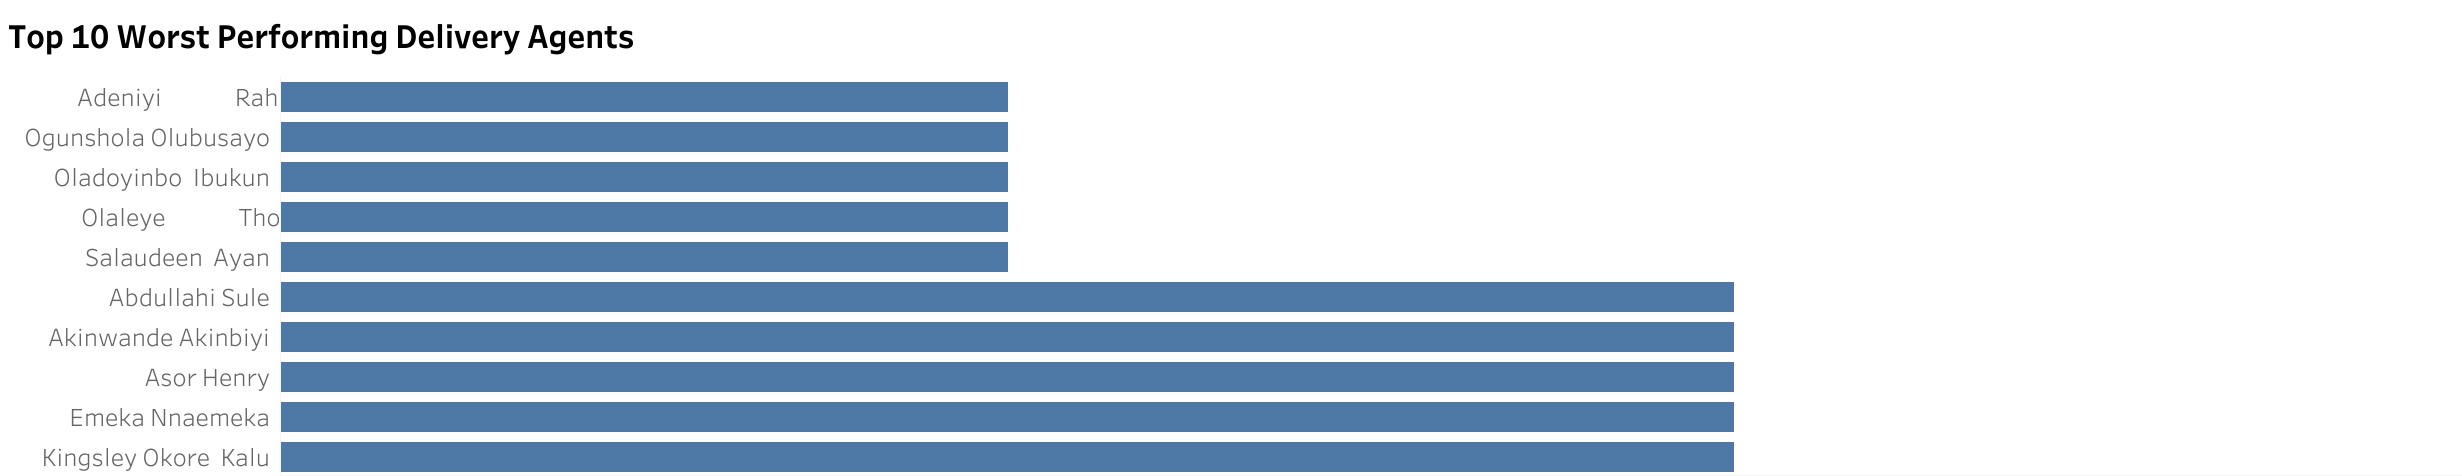 Top 10 Worst Performing Delivery Agents
Adeniyi Rah
Ogunshola Olubusayo
Oladoyinbo Ibukun
Olaleye Tho
Salaudeen Ayan
Abdullahi Sule
Akinwande Akinbiyi
Asor Henry
Emeka Nnaemeka
Kingsley Okore Kalu